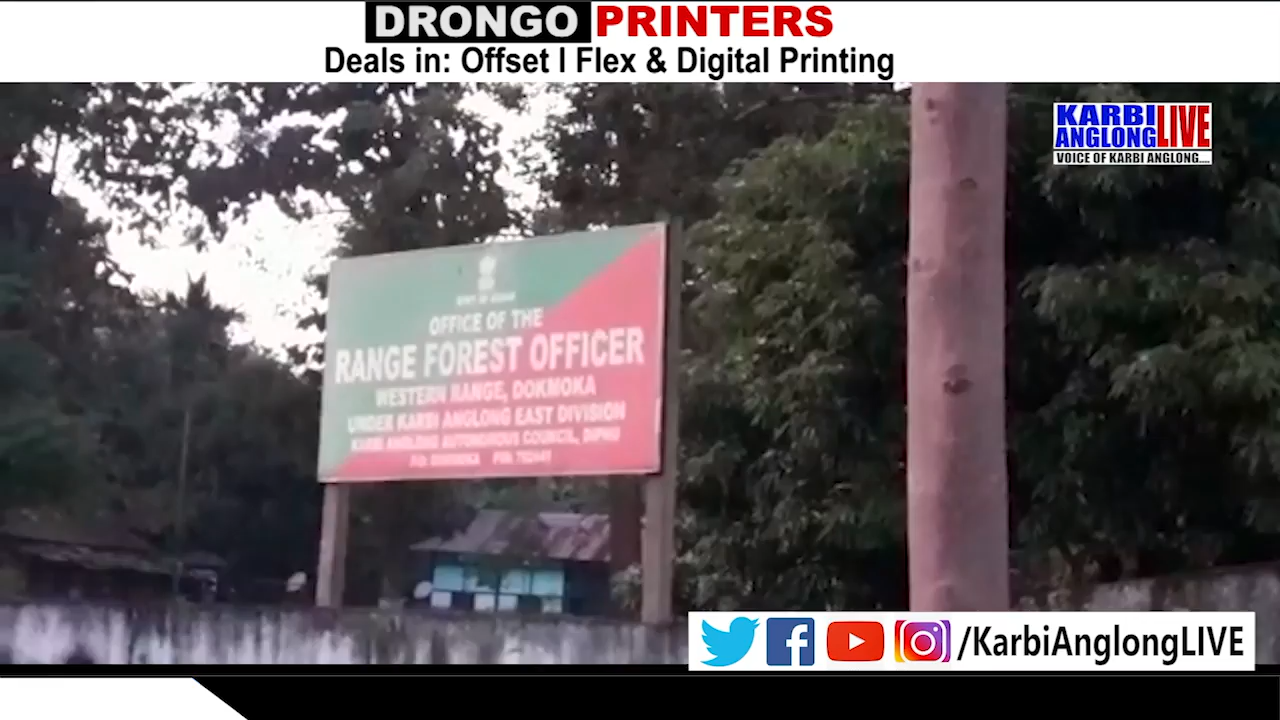 DRONGO PRINTERS
Deals in: Offset I Flex & Digital Printing
KARBI
ANGLONG LIVE
VOICE OF KARBI ANGLONG....
OFFICE OF THE
RANGE FOREST OFFICER
WESTERN RANGE, DOKMOKA
UNDER KARBI ANGLONG EAST DIVISION
KARBI ANGLONG AUTONOMOUS COUNCIL, DIPHU
/KarbiAnglongLIVE